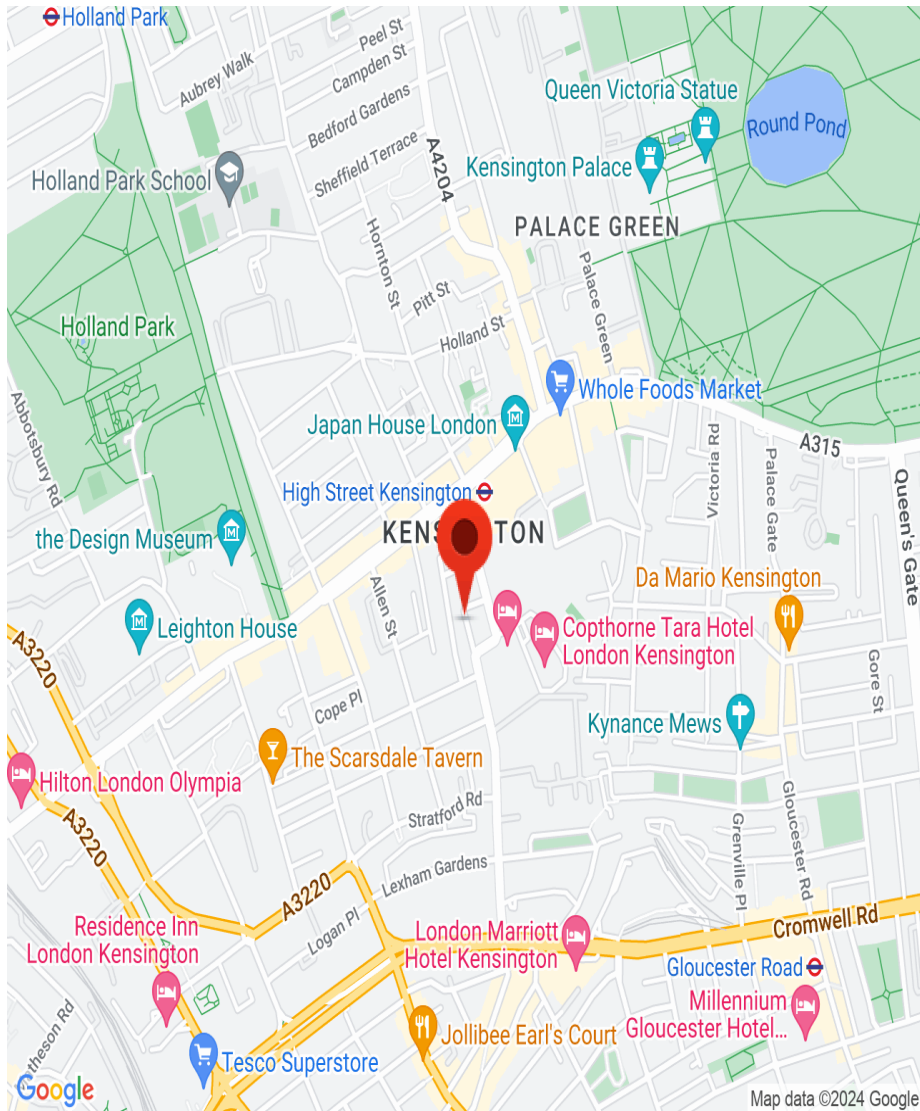 Holland Park
Peel St
Aubrey Walk
Campden St
Queen Victoria Statue
Bedford Gardens
Round Pond
A4204
Sheffield Terrace
Kensington Palace
Holland Park School
PALACE GREEN
Hornton St
Palace Green
Pitt St
Holland St
Holland Park
Whole Foods Market
Abbotsbury Rd
Japan House London
Victoria Rd
A315
Palace Gate
Queen's Gate
High Street Kensington
KENS TON
the Design Museum
Da Mario Kensington
Allen St
Leighton House
Copthorne Tara Hotel
London Kensington
A3220
Gore St
Cope Pl
Kynance Mews
The Scarsdale Tavern
Hilton London Olympia
Stratford Rd
Gloucester Rd
A3220
Grenville Pl
Lexham Gardens
A3220
Logan Pl
Cromwell Rd
Residence Inn
London Kensington
London Marriott
Hotel Kensington
Gloucester Road
Millennium
Gloucester Hotel...
Jollibee Earl's Court
Tesco Superstore
Google
Map data ©2024 Google